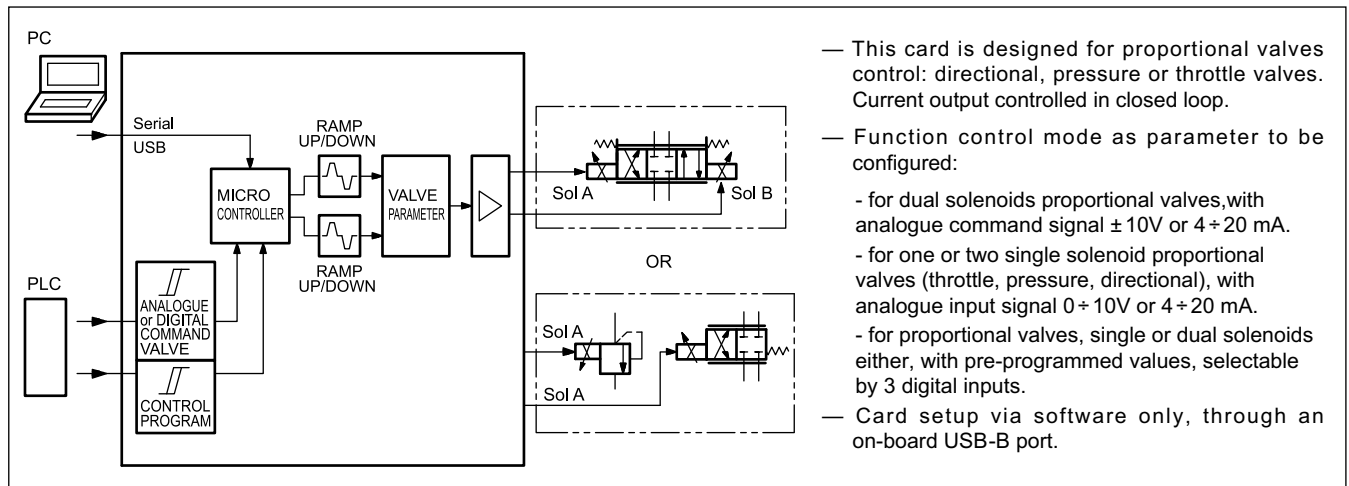 PC
Serial
USB
RAMP
UP/DOWN
MICRO
CONTROLLER
VALVE
PARAMETER
RAMP
UP/DOWN
Sol A
Sol B
OR
PLC
ANALOGUE
or DIGITAL
COMMAND
VALVE
CONTROL
PROGRAM
Sol A
Sol A
— This card is designed for proportional valves
control: directional, pressure or throttle valves.
Current output controlled in closed loop.
— Function control mode as parameter to be
configured:
- for dual solenoids proportional valves,with
analogue command signal ±10V or 4÷20 mA.
- for one or two single solenoid proportional
valves (throttle, pressure, directional), with
analogue input signal 0÷10V or 4÷20 mA.
- for proportional valves, single or dual solenoids
either, with pre-programmed values, selectable
by 3 digital inputs.
— Card setup via software only, through an
on-board USB-B port.